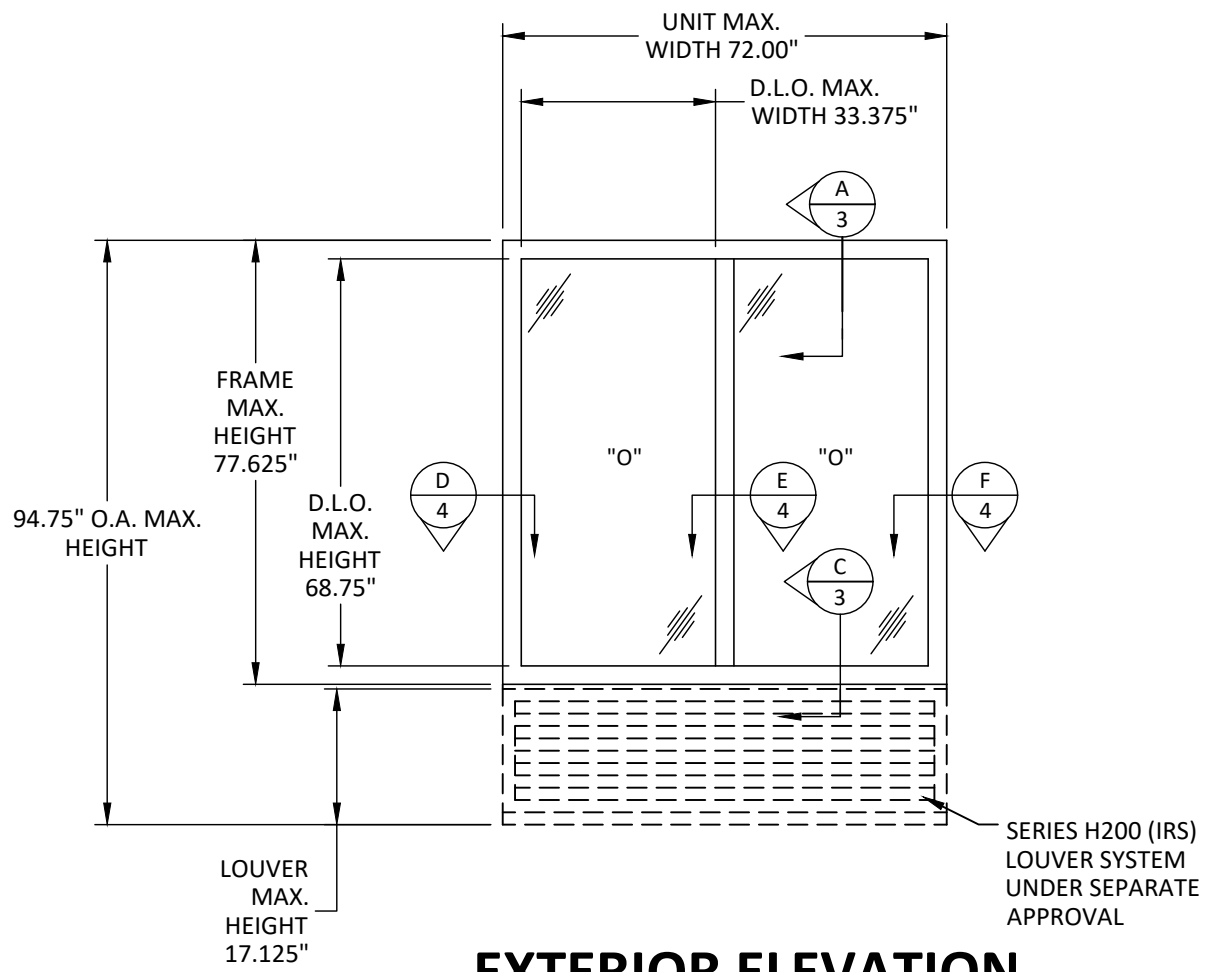 UNIT MAX.
WIDTH 72.00"
D.L.O. MAX.
WIDTH 33.375"
A
3
FRAME
MAX.
HEIGHT
77.625"
94.75" O.A. MAX.
HEIGHT
D.L.O.
MAX.
HEIGHT
68.75"
"O"
"O"
D
4
E
4
F
4
C
3
LOUVER
MAX.
HEIGHT
17.125"
SERIES H200 (IRS)
LOUVER SYSTEM
UNDER SEPARATE
APPROVAL
EXTERIOR ELEVATION